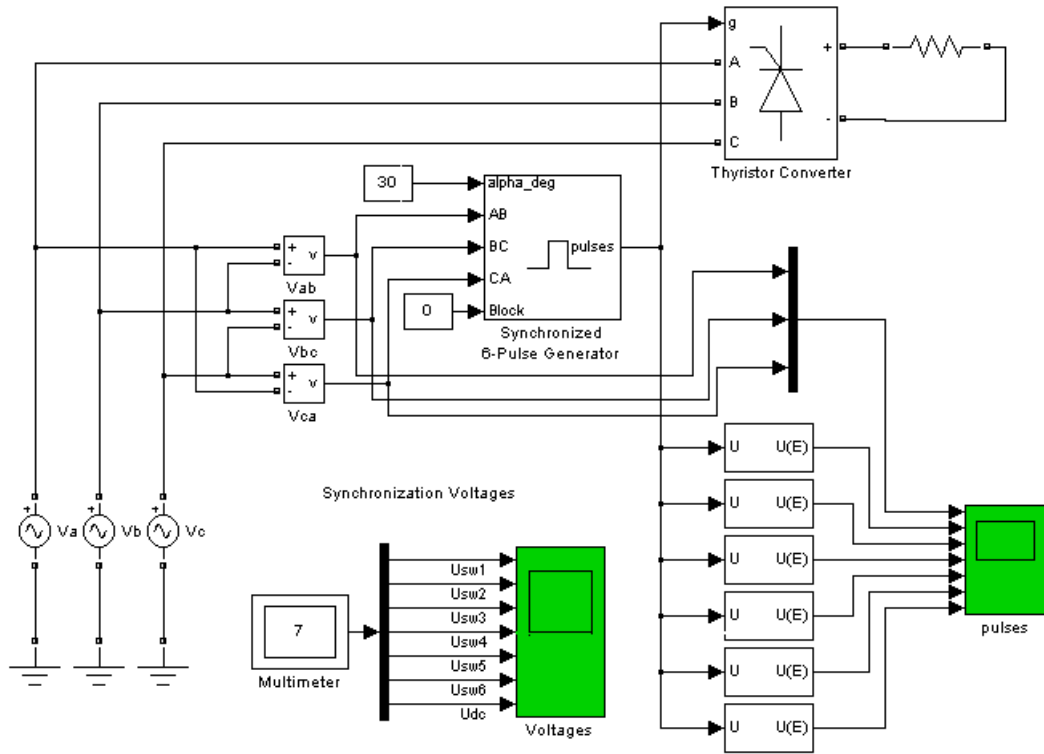 g
A
B
C
+
-
Thyristor Converter
30
alpha_deg
AB
BC
CA
Block
pulses
0
Synchronized
6-Pulse Generator
+
-
v
Vab
+
-
v
Vbc
+
-
v
Vca
U U(E)
U U(E)
U U(E)
U U(E)
U U(E)
U U(E)
pulses
Synchronization Voltages
+
Va
+
Vb
+
Vc
7
Multimeter
Usw1
Usw2
Usw3
Usw4
Usw5
Usw6
Udc
Voltages